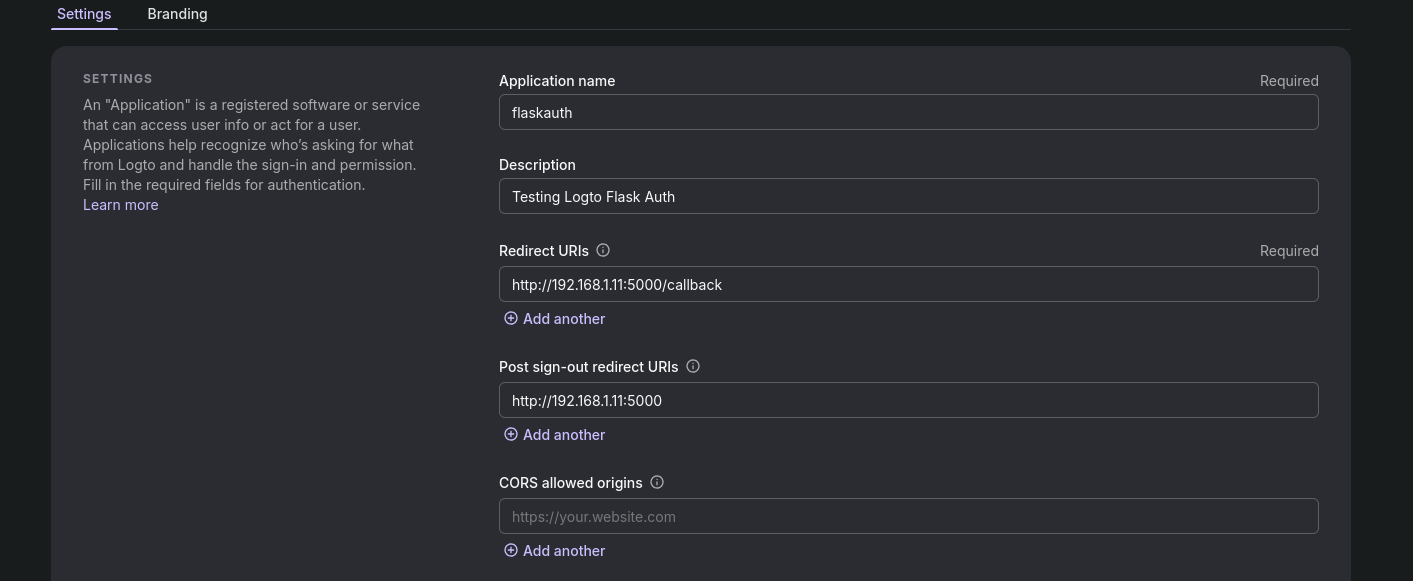 Settings
Branding
SETTINGS
An "Application" is a registered software or service
that can access user info or act for a user.
Applications help recognize who’s asking for what
from Logto and handle the sign-in and permission.
Fill in the required fields for authentication.
Learn more
Application name
Required
flaskauth
Description
Testing Logto Flask Auth
Redirect URIs
Required
http://192.168.1.11:5000/callback
Add another
Post sign-out redirect URIs
http://192.168.1.11:5000
Add another
CORS allowed origins
https://your.website.com
Add another